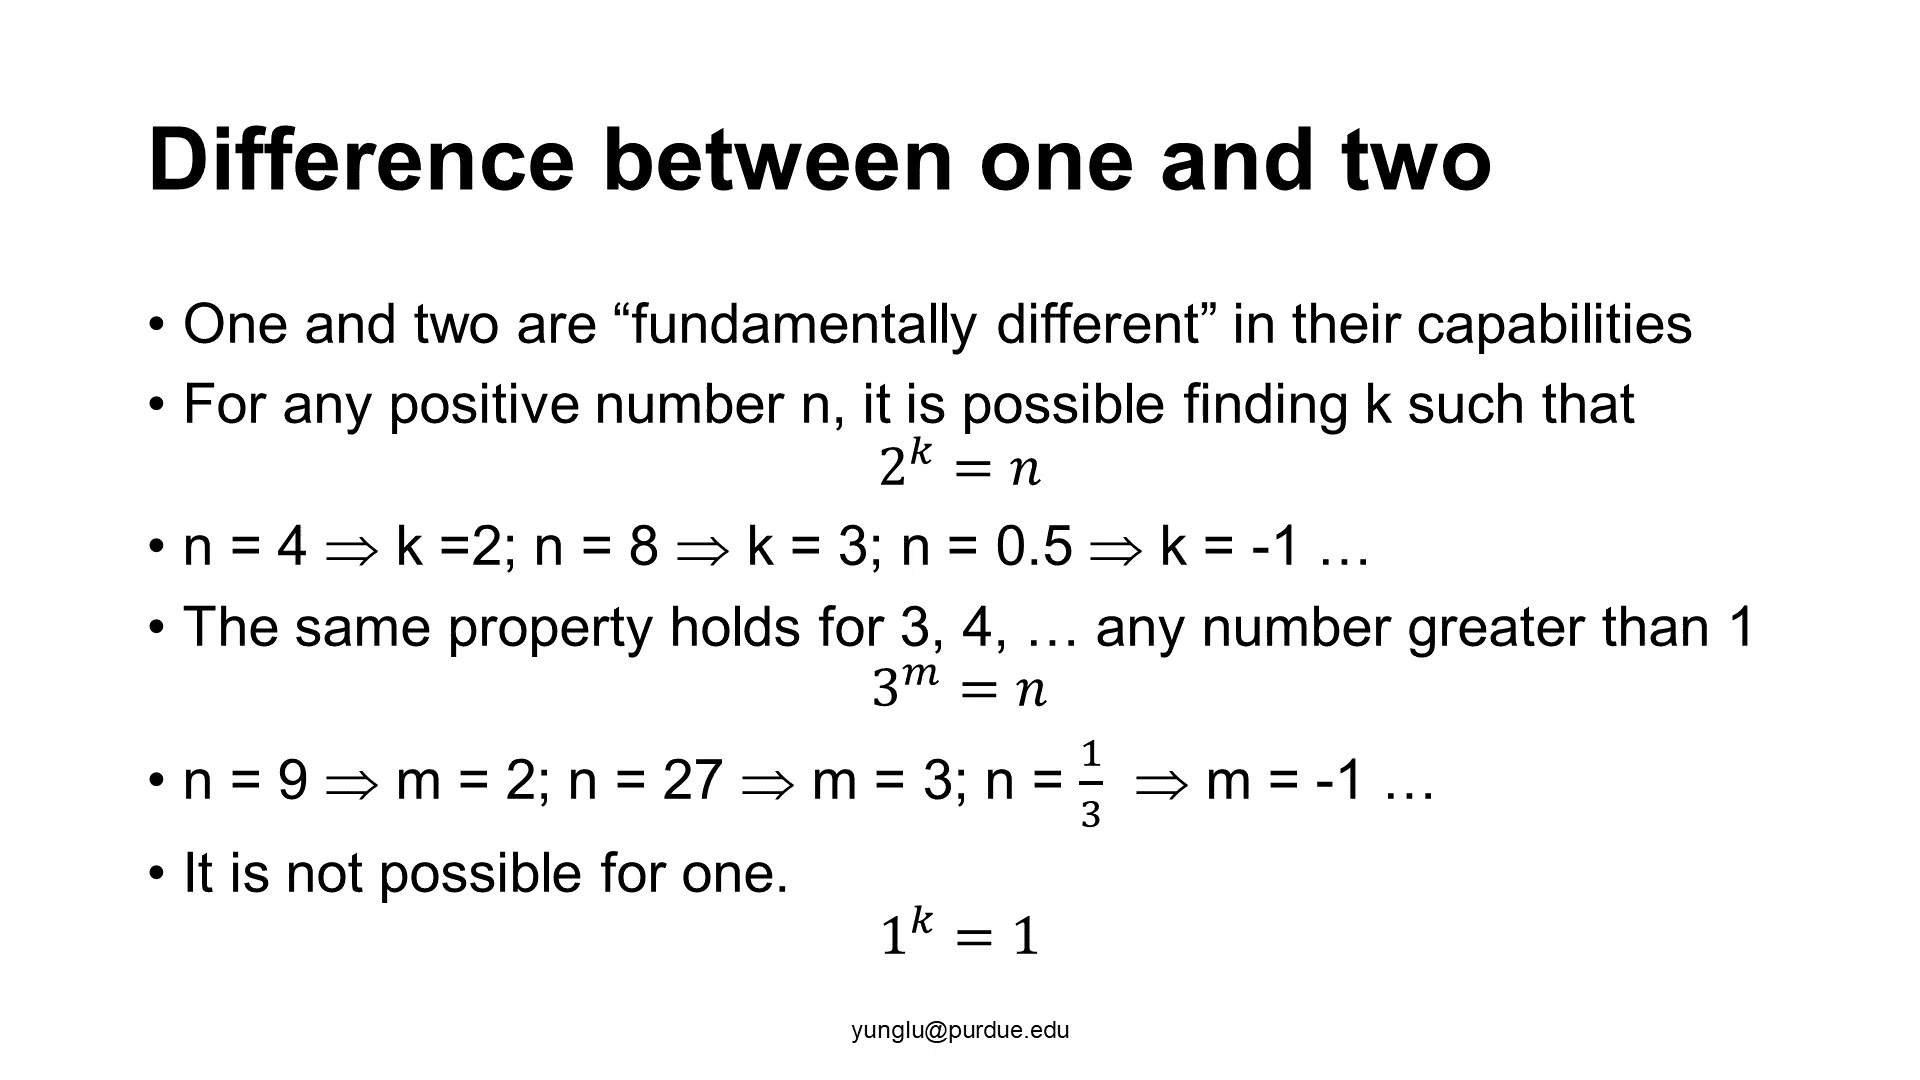 Difference between one and two
• One and two are “fundamentally different” in their capabilities
• For any positive number n, it is possible finding k such that
2^k = n
• n = 4 ⟹ k =2; n = 8 ⟹ k = 3; n = 0.5 ⟹ k = -1 …
• The same property holds for 3, 4, … any number greater than 1
3^m = n
• n = 9 ⟹ m = 2; n = 27 ⟹ m = 3; n = 1/3 ⟹ m = -1 …
• It is not possible for one.
1^k = 1
yunglu@purdue.edu